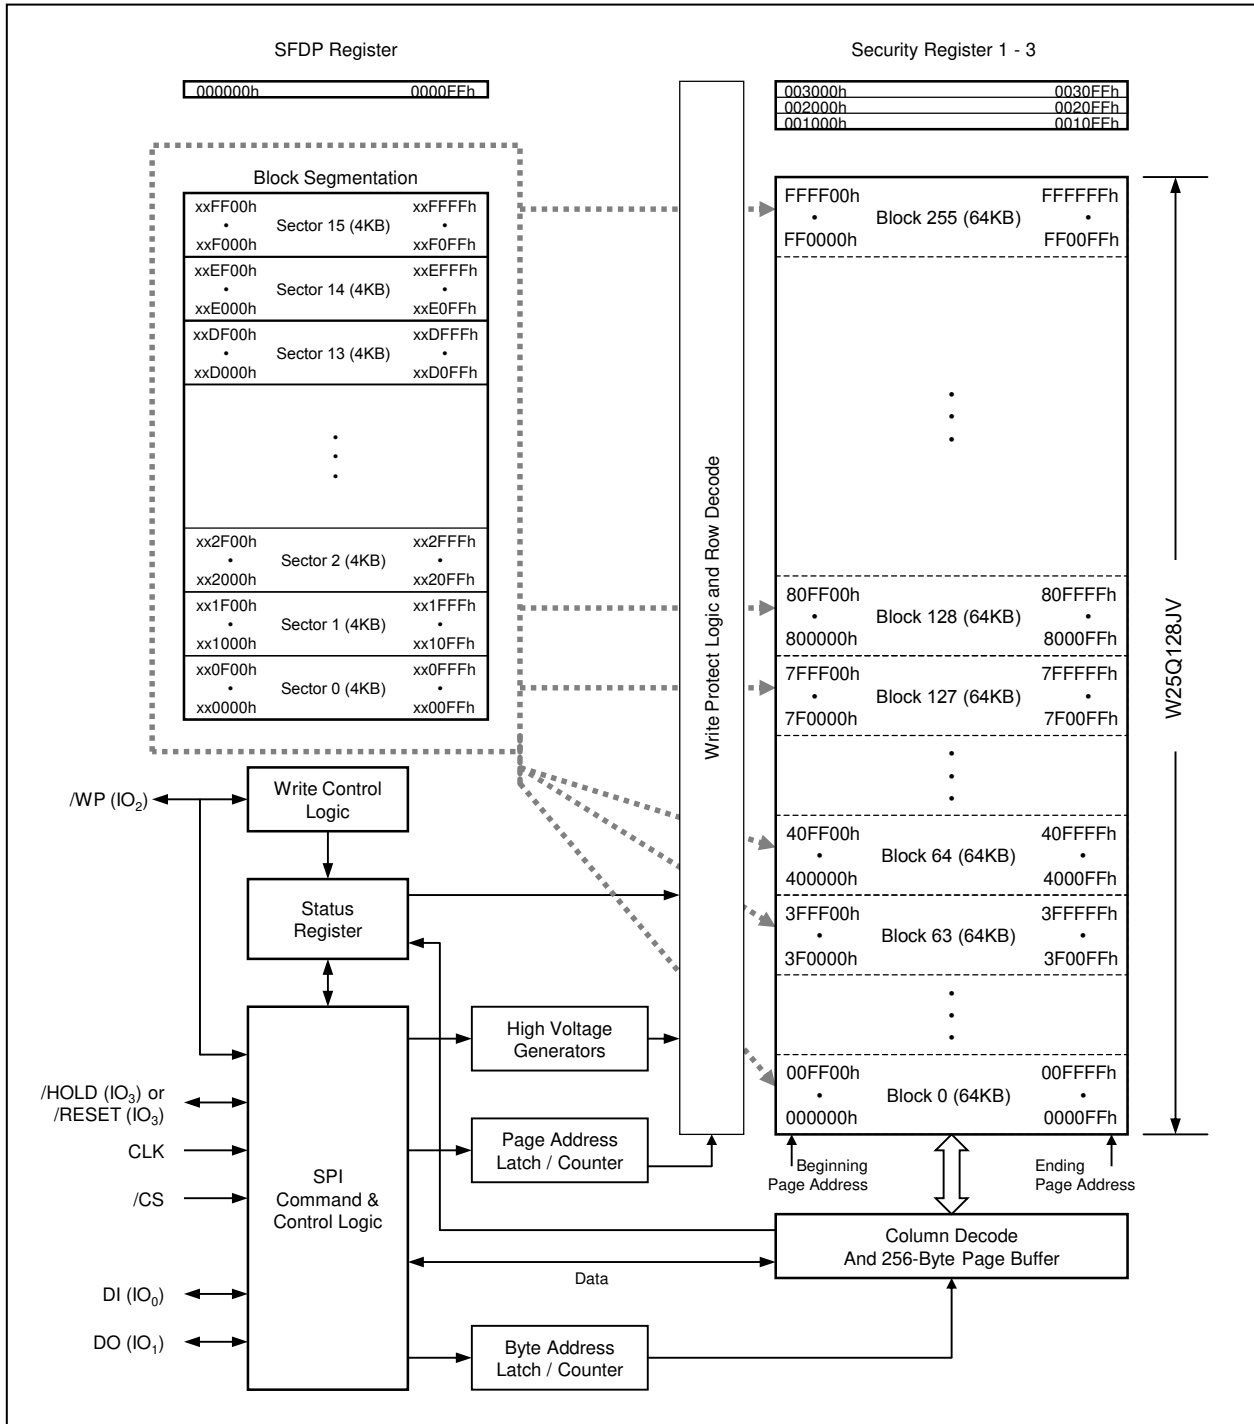 SFDP Register
000000h 0000FFh
Security Register 1 - 3
003000h 0030FFh
002000h 0020FFh
001000h 0010FFh
Block Segmentation
xxFF00h xxFFFFh
• Sector 15 (4KB) •
xxF000h xxF0FFh
xxEF00h xxEFFFh
• Sector 14 (4KB) •
xxE000h xxE0FFh
xxDF00h xxDFFFh
• Sector 13 (4KB) •
xxD000h xxD0FFh
xx2F00h xx2FFFh
• Sector 2 (4KB) •
xx2000h xx20FFh
xx1F00h xx1FFFh
• Sector 1 (4KB) •
xx1000h xx10FFh
xx0F00h xx0FFFh
• Sector 0 (4KB) •
xx0000h xx00FFh
Write Protect Logic and Row Decode
FFFF00h FFFFFFh
• Block 255 (64KB) •
FF0000h FF00FFh
80FF00h 80FFFFh
• Block 128 (64KB) •
800000h 8000FFh
7FFF00h 7FFFFFh
• Block 127 (64KB) •
7F0000h 7F00FFh
40FF00h 40FFFFh
• Block 64 (64KB) •
400000h 4000FFh
3FFF00h 3FFFFFh
• Block 63 (64KB) •
3F0000h 3F00FFh
00FF00h 00FFFFh
• Block 0 (64KB) •
000000h 0000FFh
W25Q128JV
Beginning
Page Address
Ending
Page Address
/WP (IO2)
Write Control
Logic
Status
Register
High Voltage
Generators
/HOLD (IO3) or
/RESET (IO3)
CLK
/CS
DI (IO0)
DO (IO1)
SPI
Command &
Control Logic
Page Address
Latch / Counter
Column Decode
And 256-Byte Page Buffer
Data
Byte Address
Latch / Counter